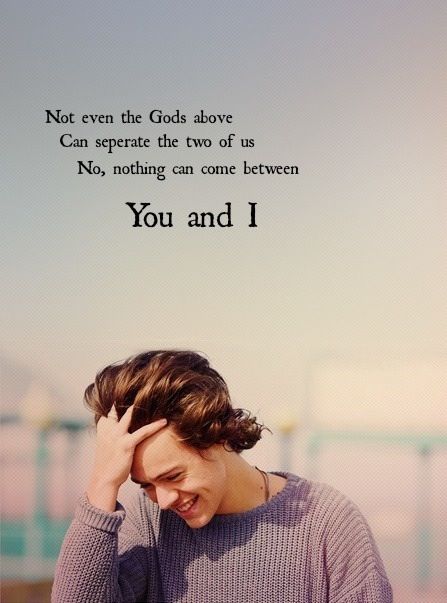 Not even the Gods above
Can seperate the two of us
No, nothing can come between
You and I